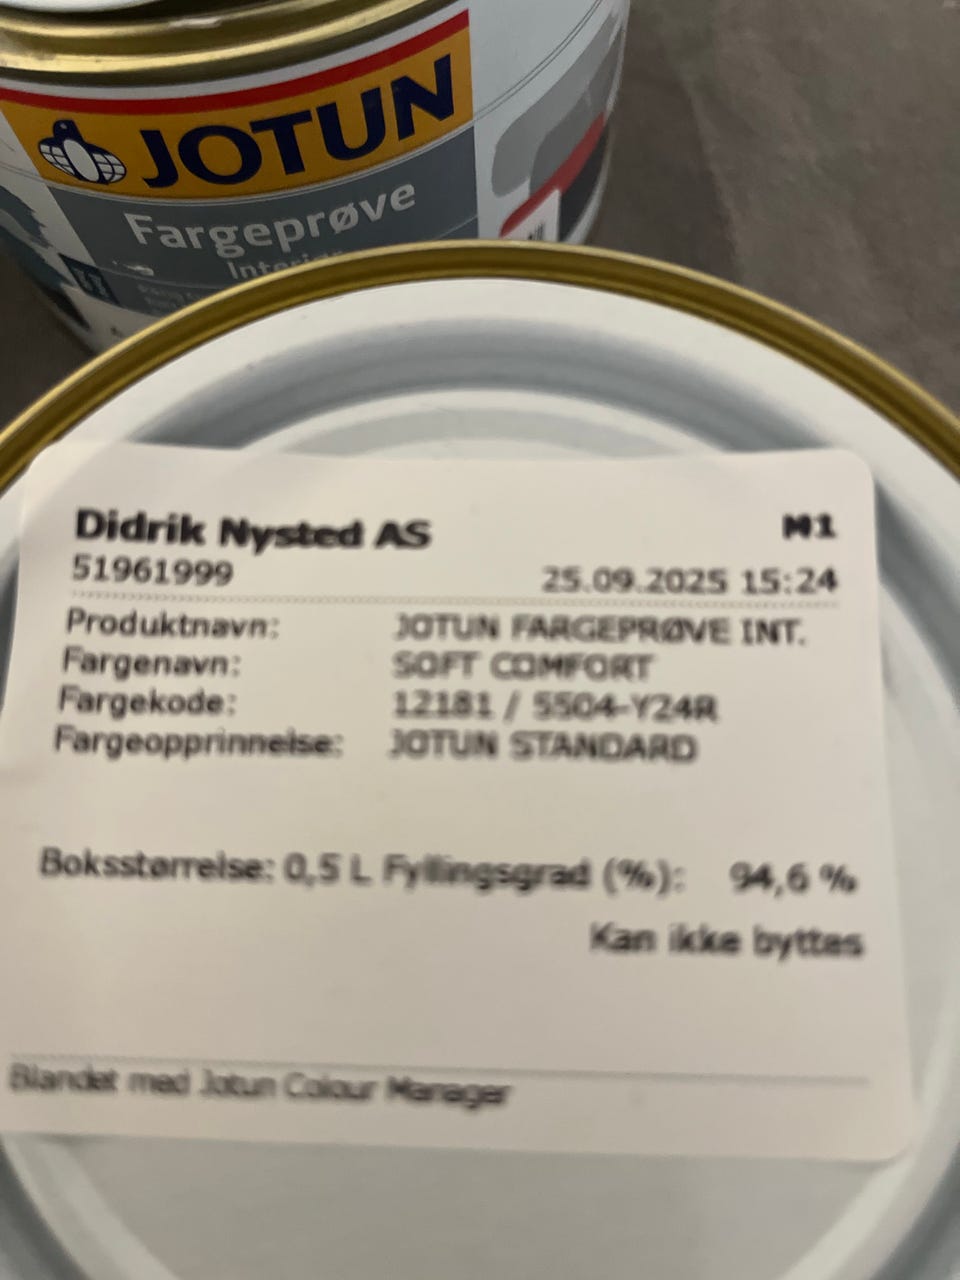 JOTUN
Fargeprøve
Didrik Nysted AS M1
51961999 25.09.2025 15:24
Produktnavn: JOTUN FARGEPRØVE INT.
Fargenavn: SOFT COMFORT
Fargekode: 12181 / 5504-Y24R
Fargeopprinnelse: JOTUN STANDARD
Boksstørrelse: 0,5 L Fyllingsgrad (%): 94,6 %
Kan ikke byttes
Blandet med Jotun Colour Manager